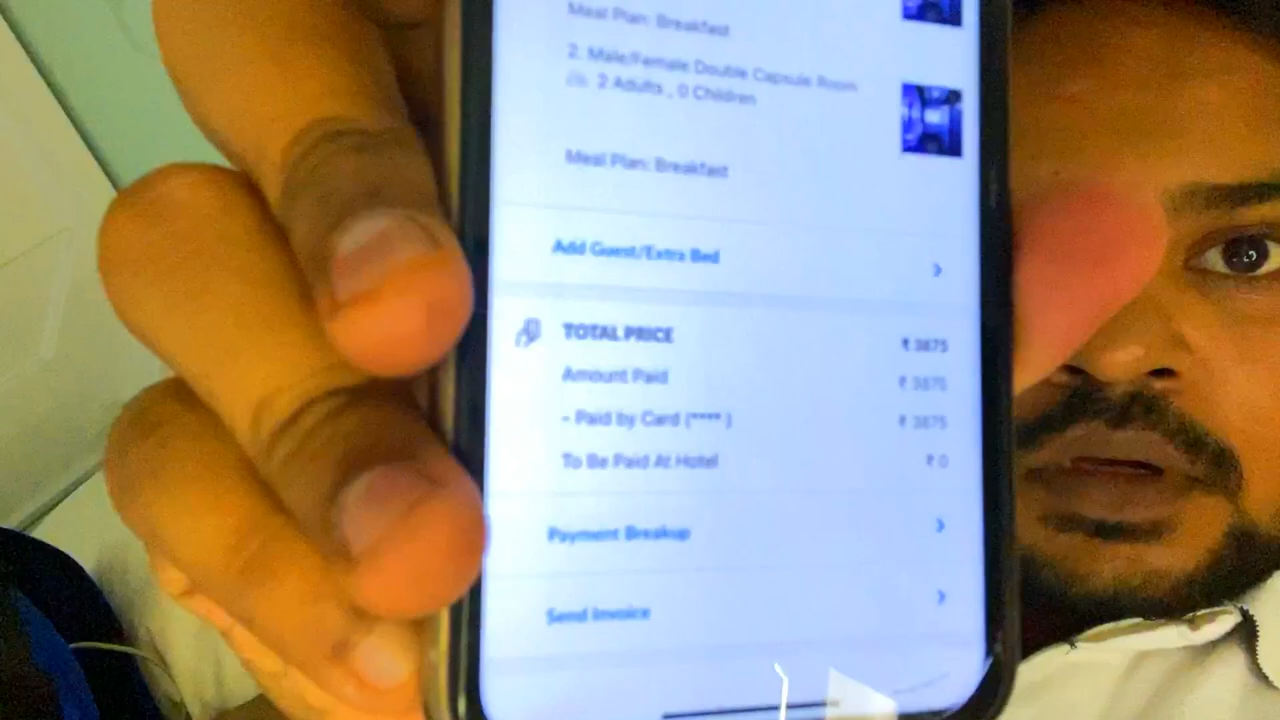 Meal Plan: Breakfast
2. Male/Female Double Capsule Room
2 Adults , 0 Children
Meal Plan: Breakfast
Add Guest/Extra Bed
TOTAL PRICE ₹ 3875
Amount Paid ₹ 3875
- Paid by Card (**** ) ₹ 3875
To Be Paid At Hotel ₹ 0
Payment Breakup
Send Invoice